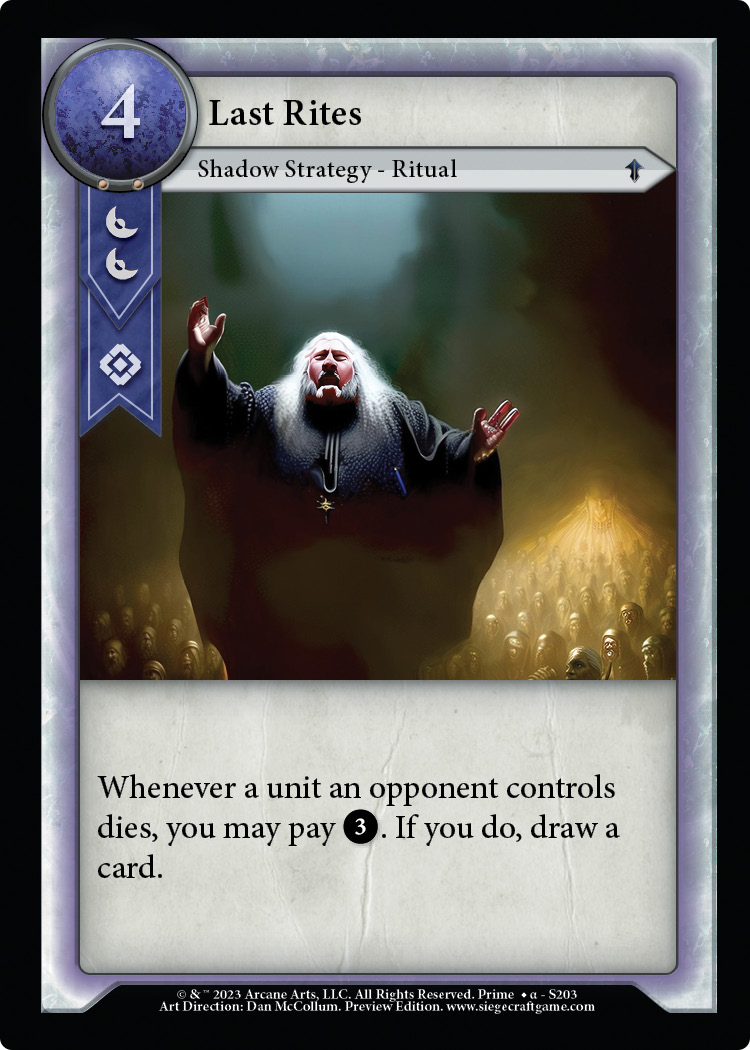 4
Last Rites
Shadow Strategy - Ritual
Whenever a unit an opponent controls
dies, you may pay 3. If you do, draw a
card.
© & ™ 2023 Arcane Arts, LLC. All Rights Reserved. Prime ⬥ α - S203
Art Direction: Dan McCollum. Preview Edition. www.siegecraftgame.com